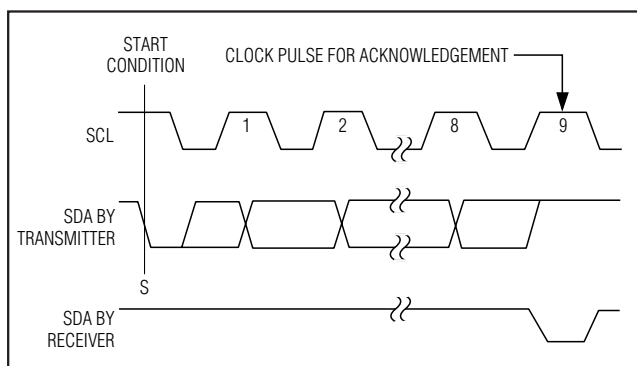 START
CONDITION
CLOCK PULSE FOR ACKNOWLEDGEMENT
SCL
1
2
8
9
SDA BY
TRANSMITTER
S
SDA BY
RECEIVER